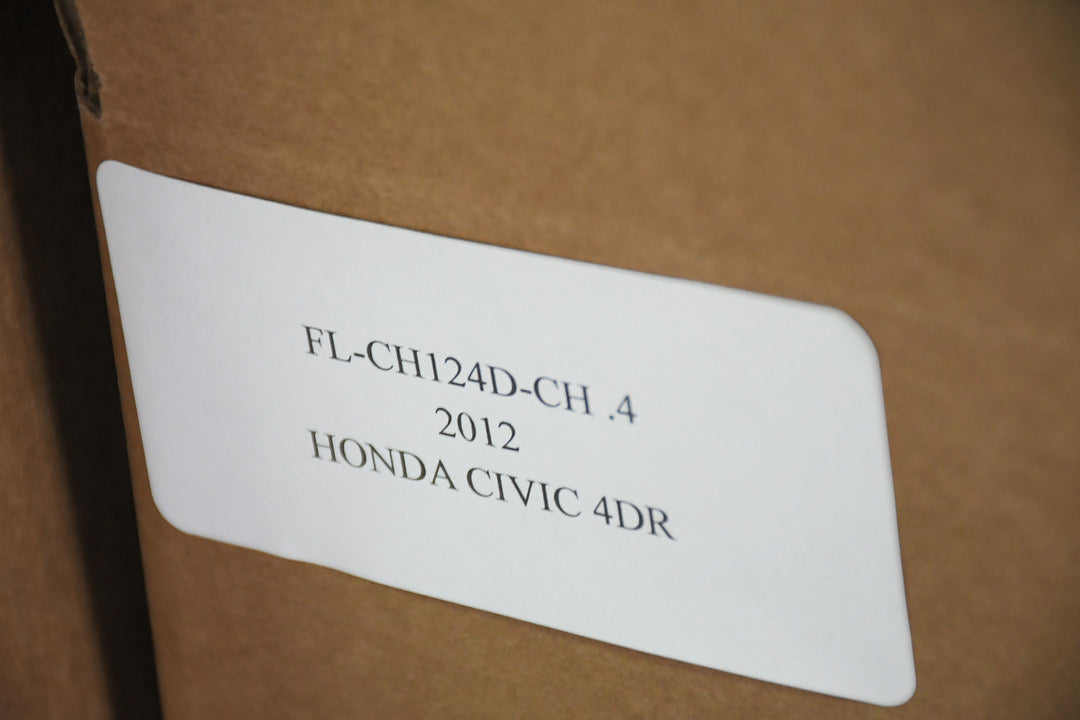 FL-CH124D-CH .4
2012
HONDA CIVIC 4DR